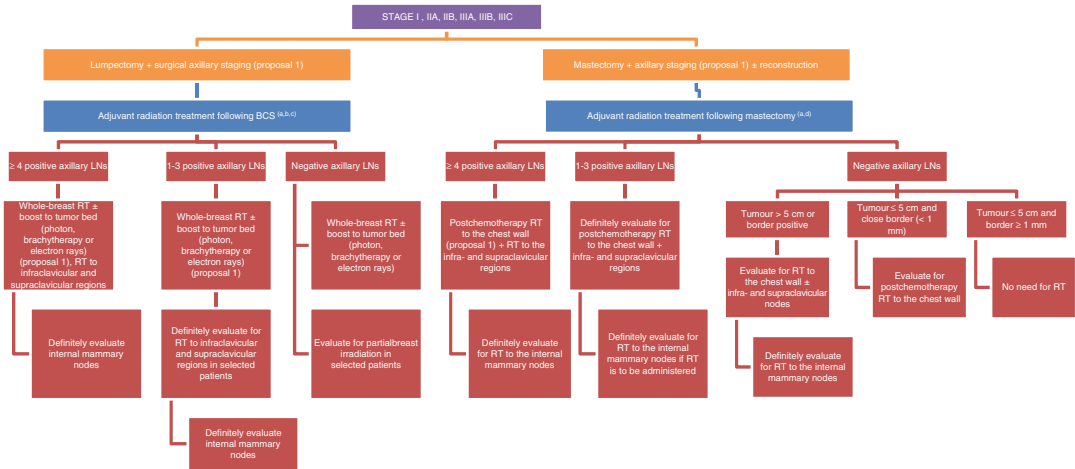 STAGE I , IIA, IIB, IIIA, IIIB, IIIC
Lumpectomy + surgical axillary staging (proposal 1)
Mastectomy + axillary staging (proposal 1) ± reconstruction
Adjuvant radiation treatment following BCS (a,b,c)
Adjuvant radiation treatment following mastectomy (a,d)
≥ 4 positive axillary LNs
1-3 positive axillary LNs
Negative axillary LNs
≥ 4 positive axillary LNs
1-3 positive axillary LNs
Negative axillary LNs
Whole-breast RT ±
boost to tumor bed
(photon,
brachytherapy or
electron rays)
(proposal 1), RT to
infraclavicular and
supraclavicular regions
Whole-breast RT ±
boost to tumor bed
(photon,
brachytherapy or
electron rays)
(proposal 1)
Whole-breast RT ±
boost to tumor bed
(photon, brachytherapy
or electron rays)
Postchemotherapy RT
to the chest wall
(proposal 1) + RT to the
infra- and supraclavicular
regions
Definitely evaluate for
postchemotherapy RT
to the chest wall +
infra- and supraclavicular
regions
Tumour > 5 cm or
border positive
Tumour ≤ 5 cm and
close border (< 1
mm)
Tumour ≤ 5 cm and
border ≥ 1 mm
Evaluate for RT to
the chest wall ±
infra- and supraclavicular
nodes
Evaluate for
postchemotherapy
RT to the chest wall
No need for RT
Definitely evaluate
internal mammary
nodes
Definitely evaluate for
RT to infraclavicular
and supraclavicular
regions in selected
patients
Evaluate for partialbreast
irradiation in
selected patients
Definitely evaluate
for RT to the internal
mammary nodes
Definitely evaluate for
RT to the internal
mammary nodes if RT
is to be administered
Definitely evaluate
for RT to the internal
mammary nodes
Definitely evaluate
internal mammary
nodes